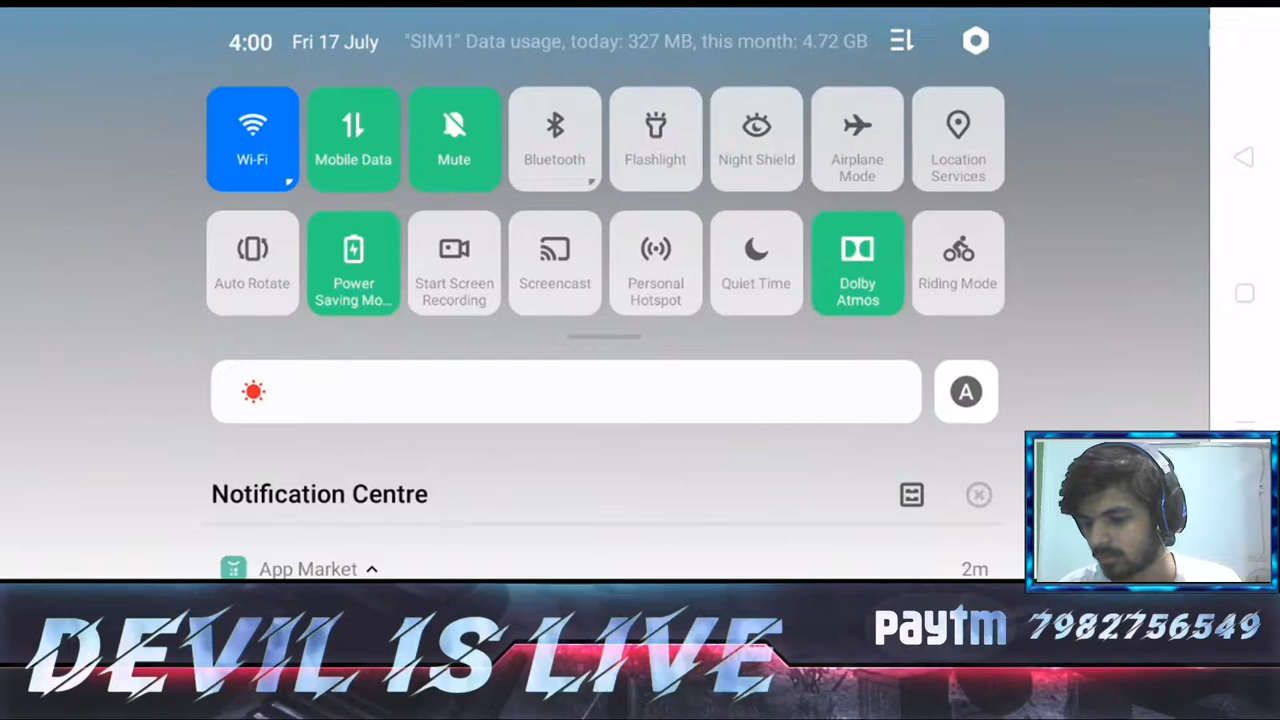 4:00 Fri 17 July "SIM1" Data usage, today: 327 MB, this month: 4.72 GB
Wi-Fi
Mobile Data
Mute
Bluetooth
Flashlight
Night Shield
Airplane
Mode
Location
Services
Auto Rotate
Power
Saving Mo...
Start Screen
Recording
Screencast
Personal
Hotspot
Quiet Time
Dolby
Atmos
Riding Mode
A
Notification Centre
App Market 2m
DEVIL IS LIVE
paytm 7982756549